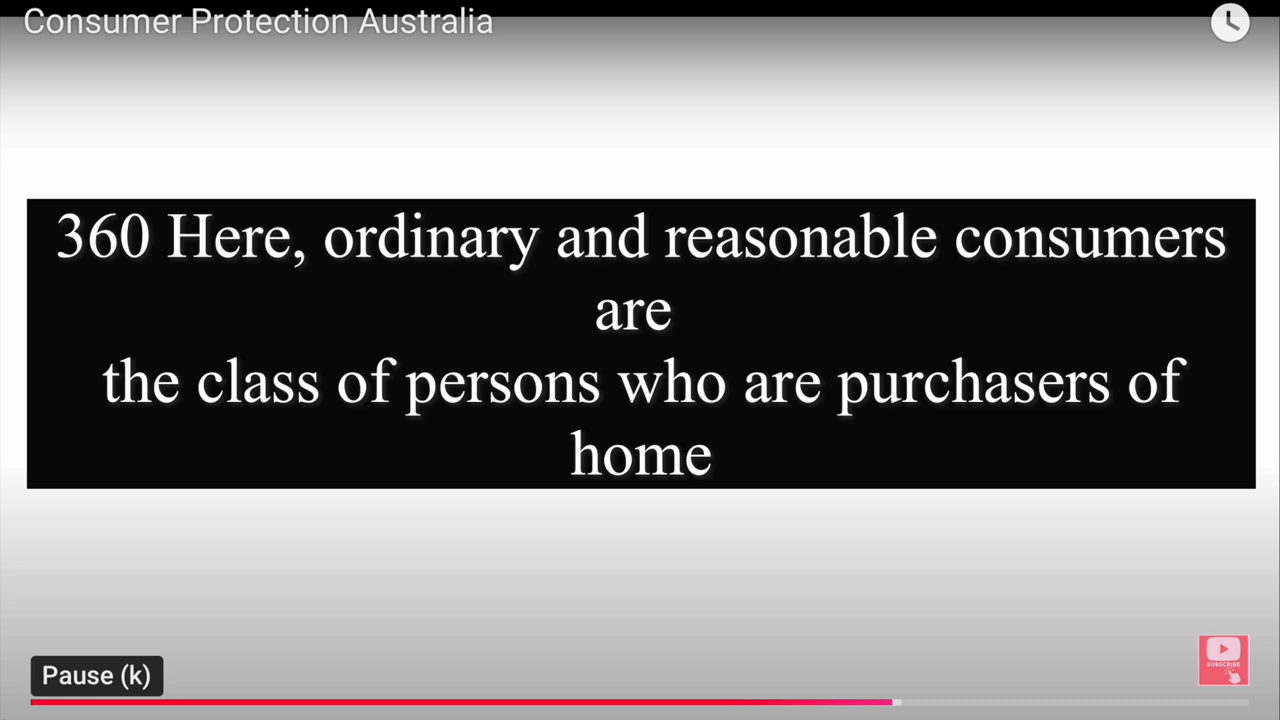 Consumer Protection Australia
360 Here, ordinary and reasonable consumers
are
the class of persons who are purchasers of
home
SUBSCRIBE
Pause (k)